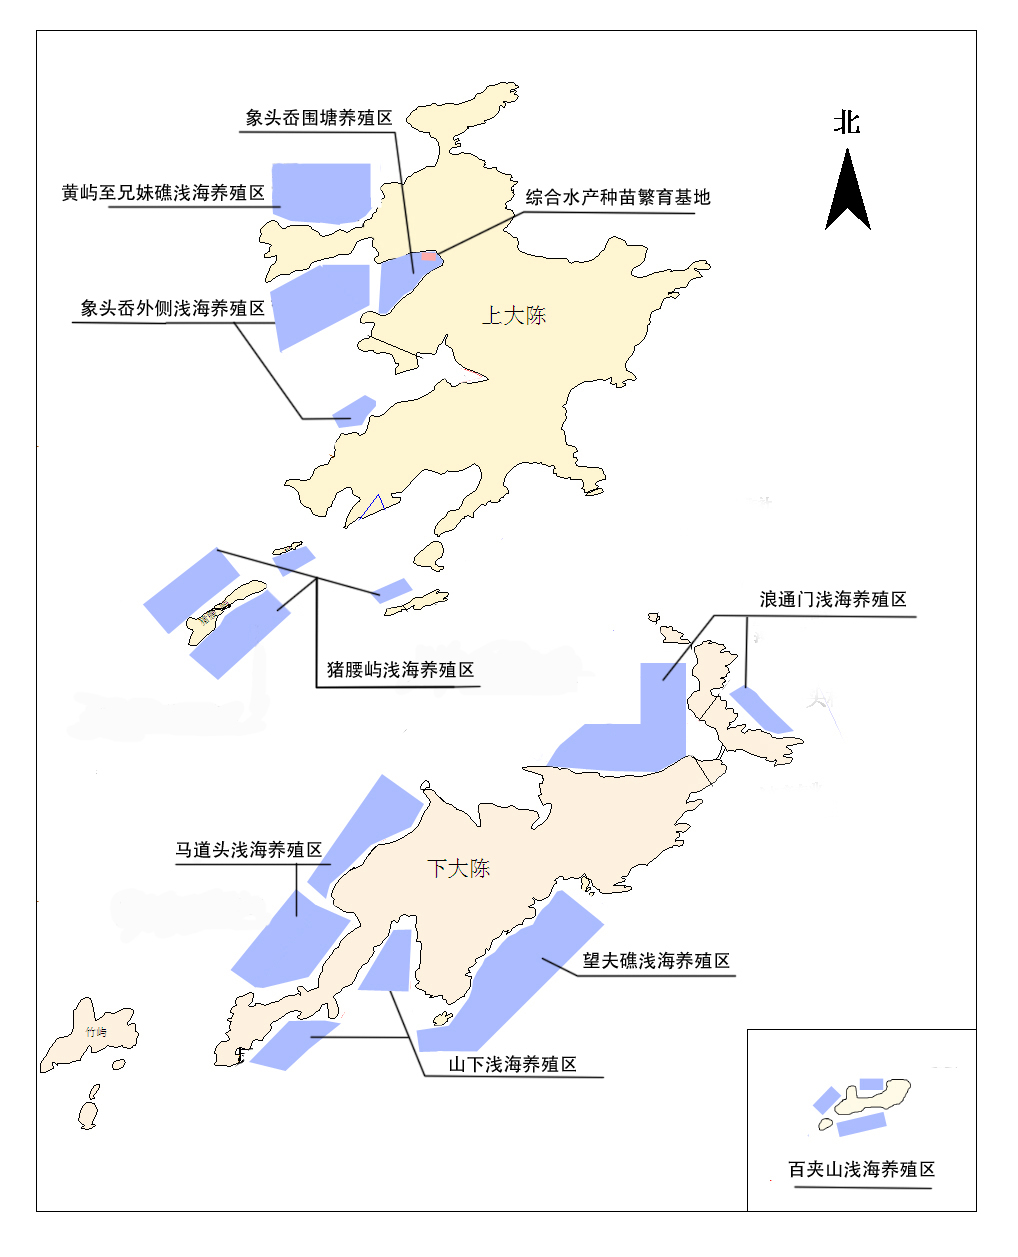 象头岙围塘养殖区
北
黄屿至兄妹礁浅海养殖区
综合水产种苗繁育基地
象头岙外侧浅海养殖区
上大陈
浪通门浅海养殖区
猪腰屿浅海养殖区
马道头浅海养殖区
下大陈
望夫礁浅海养殖区
竹屿
山下浅海养殖区
百夹山浅海养殖区